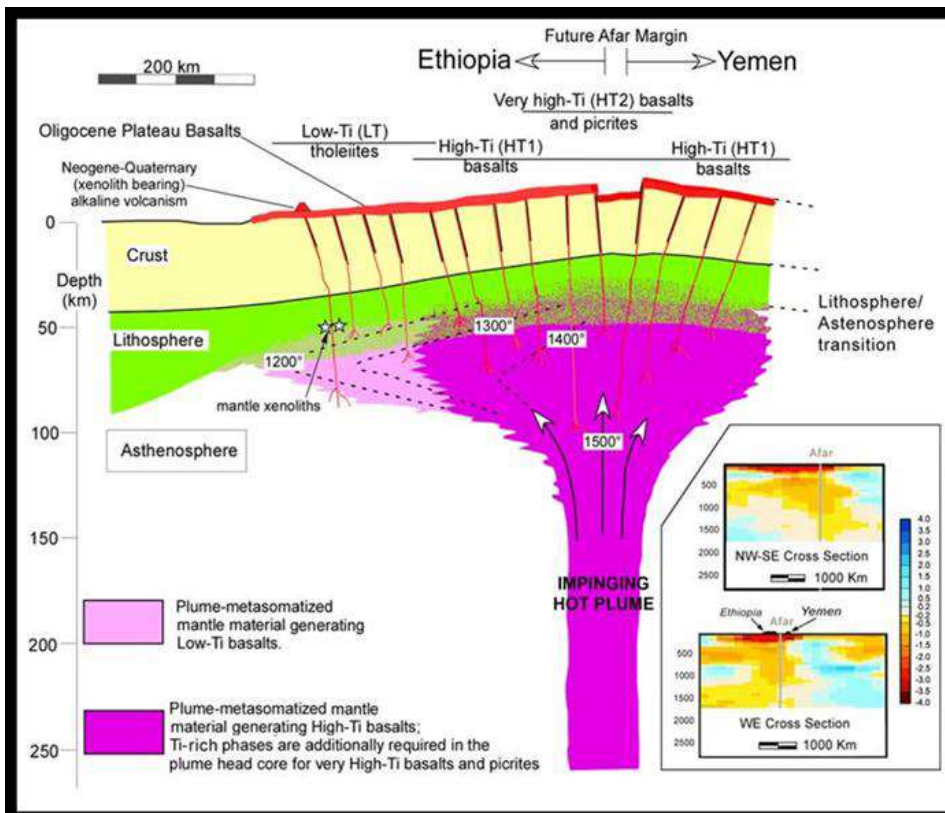 Future Afar Margin
Ethiopia
Yemen
200 km
Very high-Ti (HT2) basalts
and picrites
Oligocene Plateau Basalts
Low-Ti (LT)
tholeiites
High-Ti (HT1)
basalts
High-Ti (HT1)
basalts
Neogene-Quaternary
(xenolith bearing)
alkaline volcanism
0
Crust
Depth
(km)
50
Lithosphere
1200°
1300°
1400°
Lithosphere/
Astenosphere
transition
mantle xenoliths
100
Asthenosphere
1500°
150
IMPINGING
HOT PLUME
200
250
Plume-metasomatized
mantle material generating
Low-Ti basalts.
Plume-metasomatized mantle
material generating High-Ti basalts;
Ti-rich phases are additionally required in the
plume head core for very High-Ti basalts and picrites
Afar
500
1000
1500
2000
2500
NW-SE Cross Section
1000 Km
Ethiopia
Yemen
Afar
500
1000
1500
2000
2500
WE Cross Section
1000 Km
4.0
3.5
3.0
2.5
2.0
1.5
1.0
0.5
0.2
-0.2
-0.5
-1.0
-1.5
-2.0
-2.5
-3.0
-3.5
-4.0